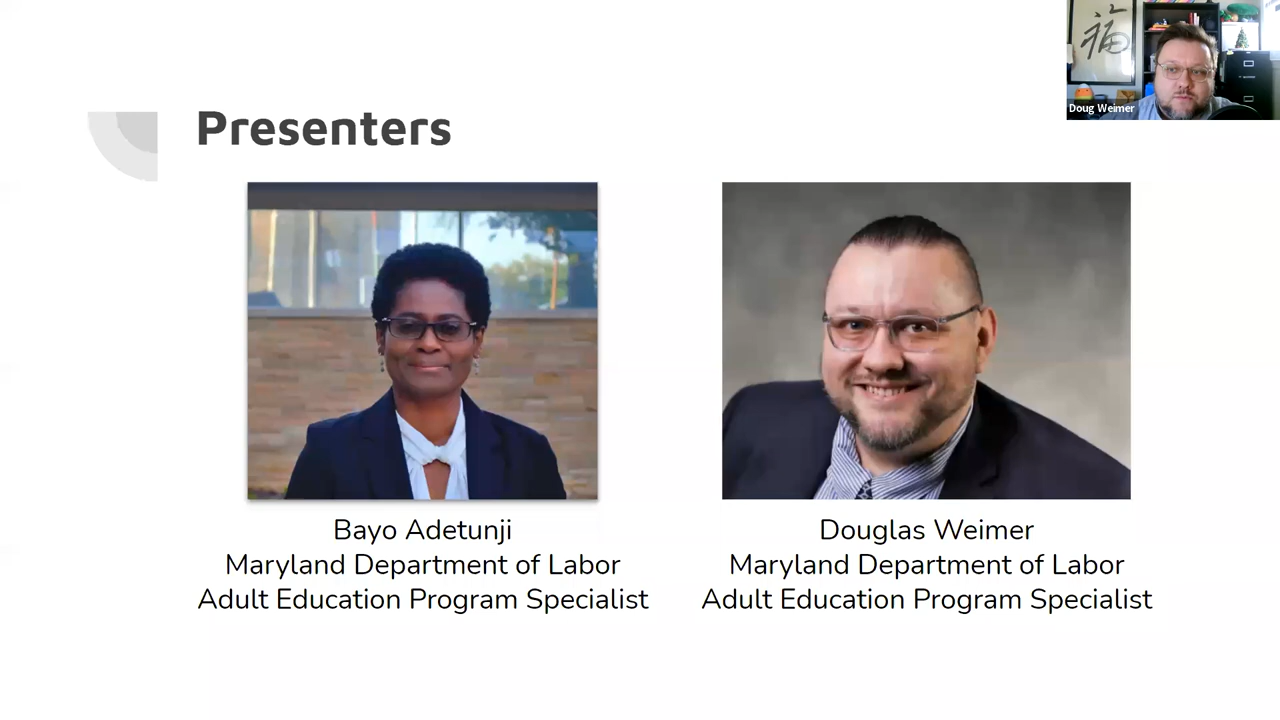 Presenters
福
Doug Weimer
Bayo Adetunji
Maryland Department of Labor
Adult Education Program Specialist
Douglas Weimer
Maryland Department of Labor
Adult Education Program Specialist